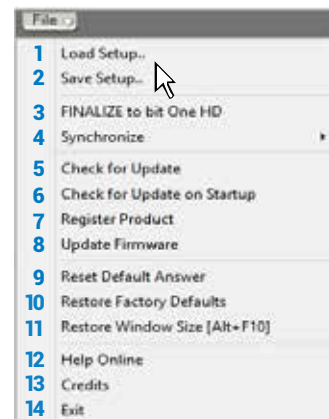 File
1 Load Setup..
2 Save Setup..
3 FINALIZE to bit One HD
4 Synchronize
5 Check for Update
6 Check for Update on Startup
7 Register Product
8 Update Firmware
9 Reset Default Answer
10 Restore Factory Defaults
11 Restore Window Size [Alt+F10]
12 Help Online
13 Credits
14 Exit